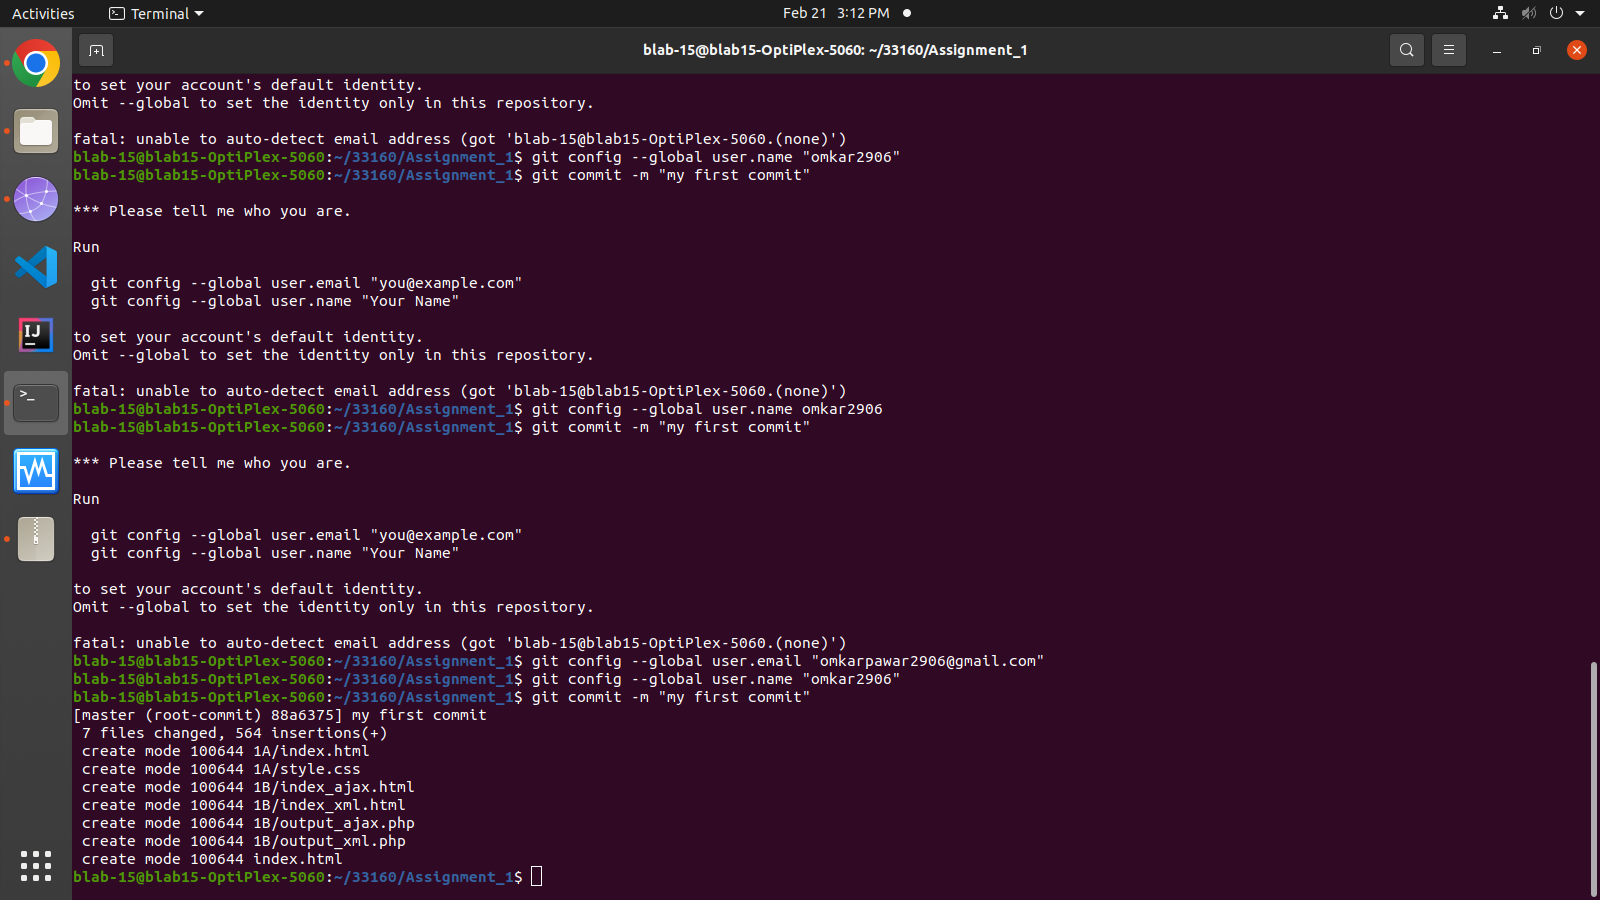 Activities
Terminal
Feb 21 3:12 PM
blab-15@blab15-OptiPlex-5060: ~/33160/Assignment_1
to set your account's default identity.
Omit --global to set the identity only in this repository.
fatal: unable to auto-detect email address (got 'blab-15@blab15-OptiPlex-5060.(none)')
blab-15@blab15-OptiPlex-5060:~/33160/Assignment_1$ git config --global user.name "omkar2906"
blab-15@blab15-OptiPlex-5060:~/33160/Assignment_1$ git commit -m "my first commit"
*** Please tell me who you are.
Run
  git config --global user.email "you@example.com"
  git config --global user.name "Your Name"
to set your account's default identity.
Omit --global to set the identity only in this repository.
fatal: unable to auto-detect email address (got 'blab-15@blab15-OptiPlex-5060.(none)')
blab-15@blab15-OptiPlex-5060:~/33160/Assignment_1$ git config --global user.name omkar2906
blab-15@blab15-OptiPlex-5060:~/33160/Assignment_1$ git commit -m "my first commit"
*** Please tell me who you are.
Run
  git config --global user.email "you@example.com"
  git config --global user.name "Your Name"
to set your account's default identity.
Omit --global to set the identity only in this repository.
fatal: unable to auto-detect email address (got 'blab-15@blab15-OptiPlex-5060.(none)')
blab-15@blab15-OptiPlex-5060:~/33160/Assignment_1$ git config --global user.email "omkarpawar2906@gmail.com"
blab-15@blab15-OptiPlex-5060:~/33160/Assignment_1$ git config --global user.name "omkar2906"
blab-15@blab15-OptiPlex-5060:~/33160/Assignment_1$ git commit -m "my first commit"
[master (root-commit) 88a6375] my first commit
 7 files changed, 564 insertions(+)
 create mode 100644 1A/index.html
 create mode 100644 1A/style.css
 create mode 100644 1B/index_ajax.html
 create mode 100644 1B/index_xml.html
 create mode 100644 1B/output_ajax.php
 create mode 100644 1B/output_xml.php
 create mode 100644 index.html
blab-15@blab15-OptiPlex-5060:~/33160/Assignment_1$
IJ
>_